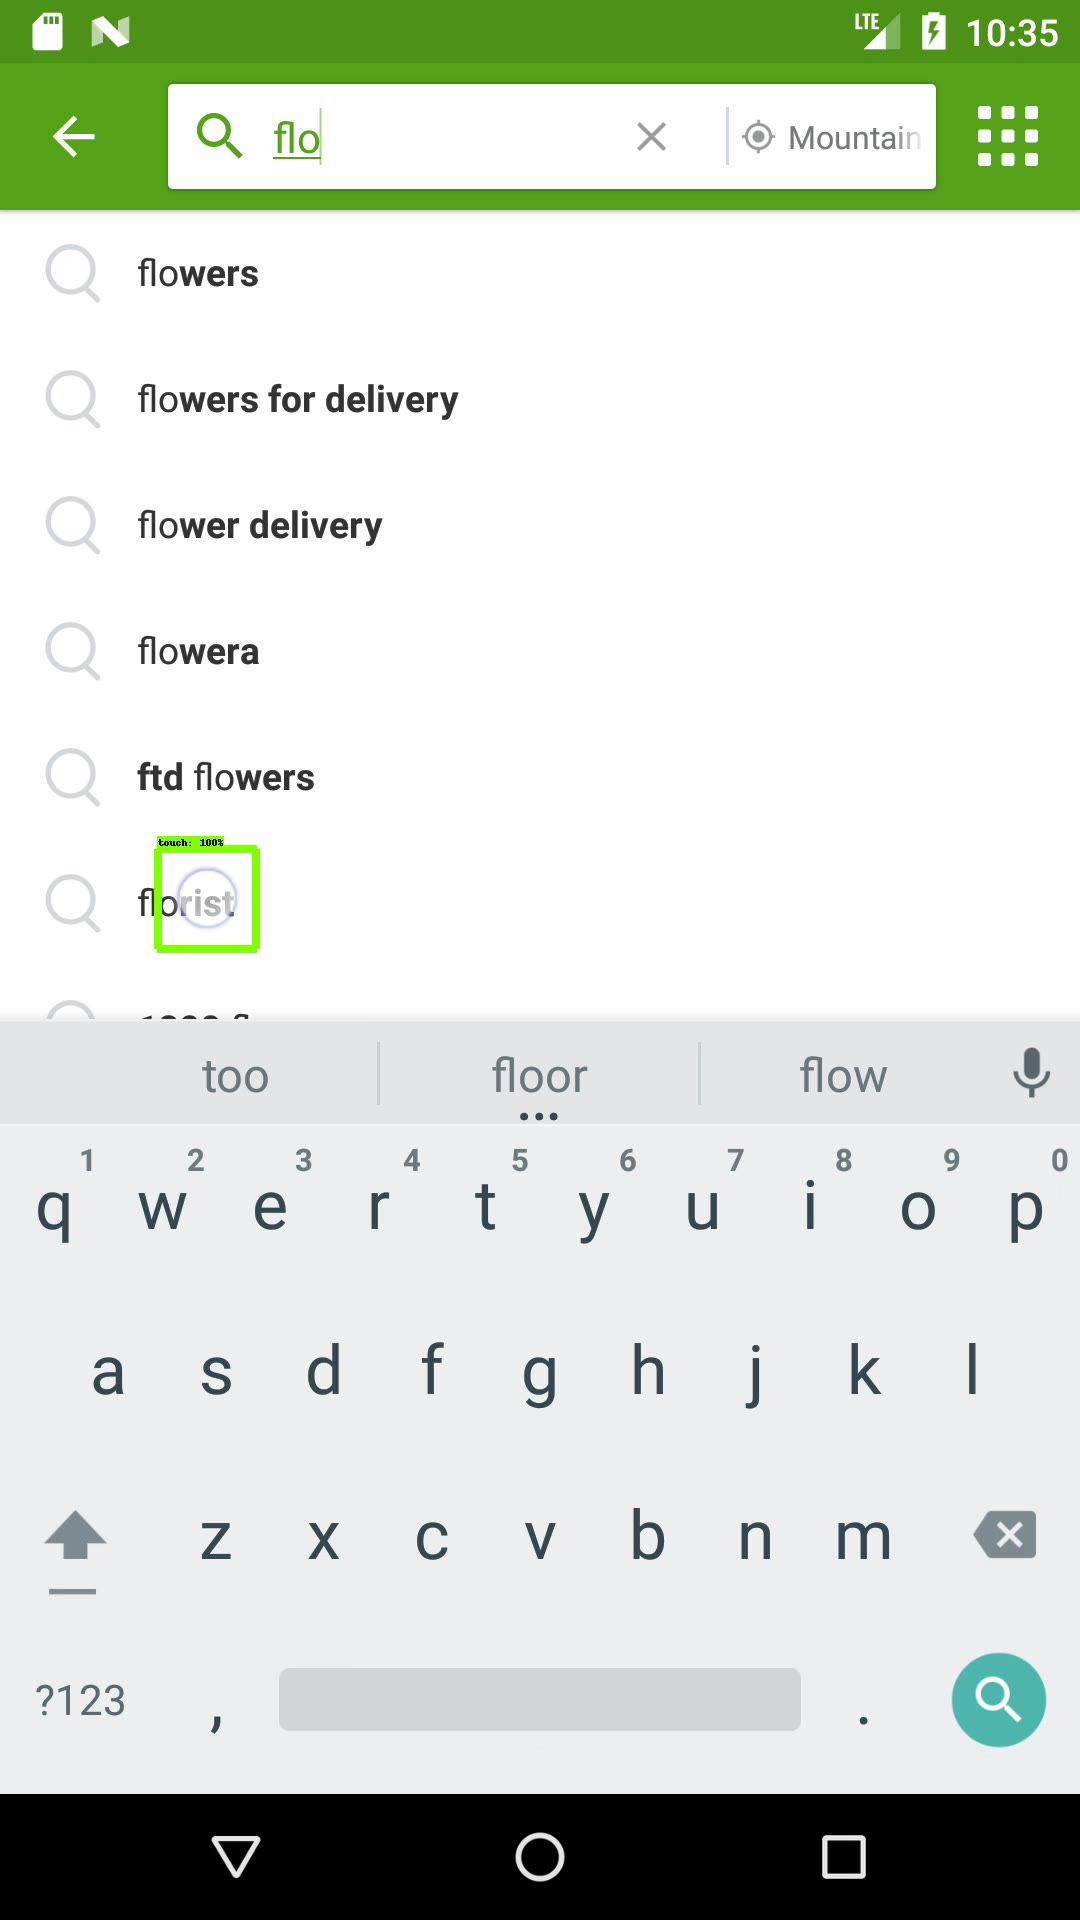 LTE 10:35
flo Mountain
flowers
flowers for delivery
flower delivery
flowera
ftd flowers
touch: 100%
florist
too floor flow
1 2 3 4 5 6 7 8 9 0
q w e r t y u i o p
a s d f g h j k l
z x c v b n m
?123 , .